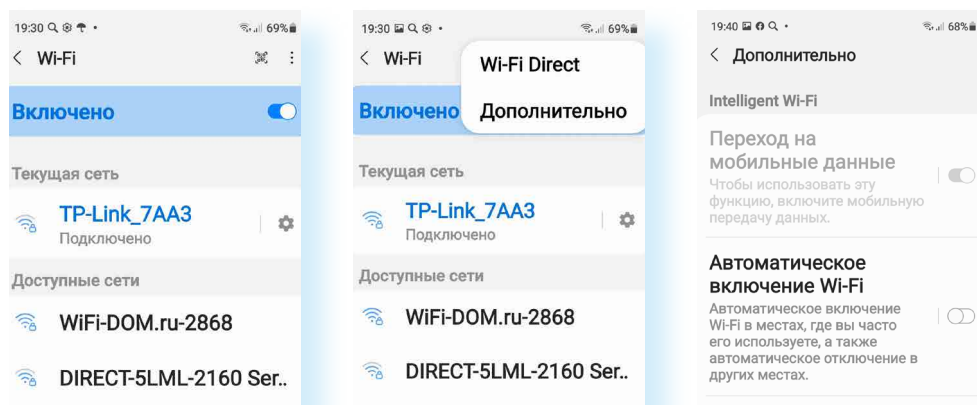 19:30
69%
Wi-Fi
Включено
Текущая сеть
TP-Link_7AA3
Подключено
Доступные сети
WiFi-DOM.ru-2868
DIRECT-5LML-2160 Ser..
19:30
69%
Wi-Fi
Wi-Fi Direct
Включено
Дополнительно
Текущая сеть
TP-Link_7AA3
Подключено
Доступные сети
WiFi-DOM.ru-2868
DIRECT-5LML-2160 Ser..
19:40
68%
Дополнительно
Intelligent Wi-Fi
Переход на
мобильные данные
Чтобы использовать эту
функцию, включите мобильную
передачу данных.
Автоматическое
включение Wi-Fi
Автоматическое включение
Wi-Fi в местах, где вы часто
его используете, а также
автоматическое отключение в
других местах.